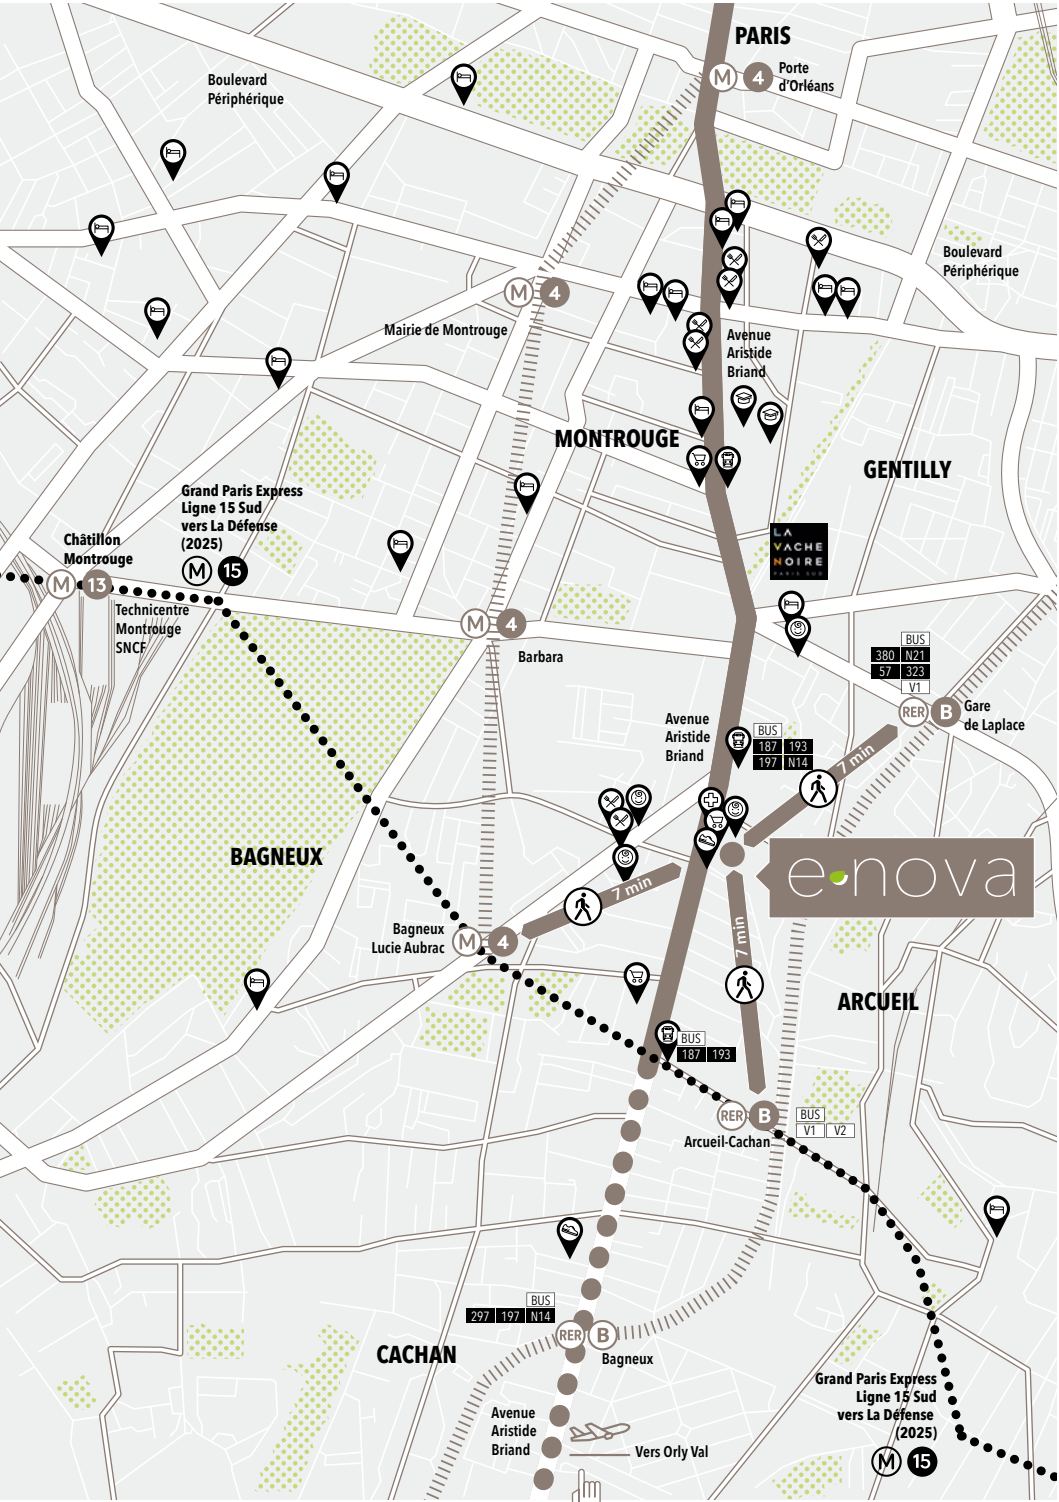 PARIS
M 4
Porte
d'Orléans
Boulevard
Périphérique
Boulevard
Périphérique
M 4
Mairie de Montrouge
Avenue
Aristide
Briand
MONTROUGE
GENTILLY
Grand Paris Express
Ligne 15 Sud
vers La Défense
(2025)
M 15
Châtillon
Montrouge
M 13
Technicentre
Montrouge
SNCF
LA
VACHE
NOIRE
PARIS SUD
M 4
Barbara
BUS
380 N21
57 323
V1
RER B
Gare
de Laplace
Avenue
Aristide
Briand
BUS
187 193
197 N14
7 min
BAGNEUX
e-nova
7 min
7 min
Bagneux
Lucie Aubrac
M 4
ARCUEIL
BUS
187 193
RER B
Arcueil-Cachan
BUS
V1 V2
BUS
297 197 N14
RER B
Bagneux
CACHAN
Grand Paris Express
Ligne 15 Sud
vers La Défense
(2025)
M 15
Avenue
Aristide
Briand
Vers Orly Val